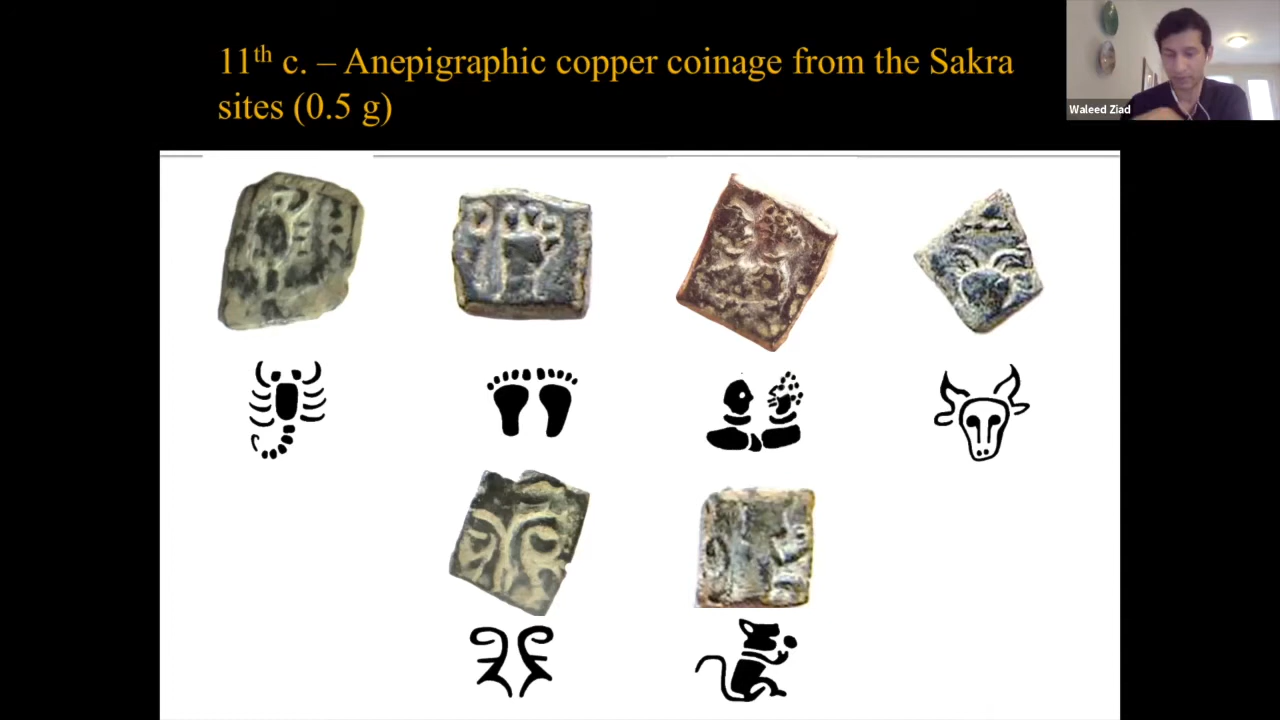 11th c. – Anepigraphic copper coinage from the Sakra
sites (0.5 g)
Waleed Ziad